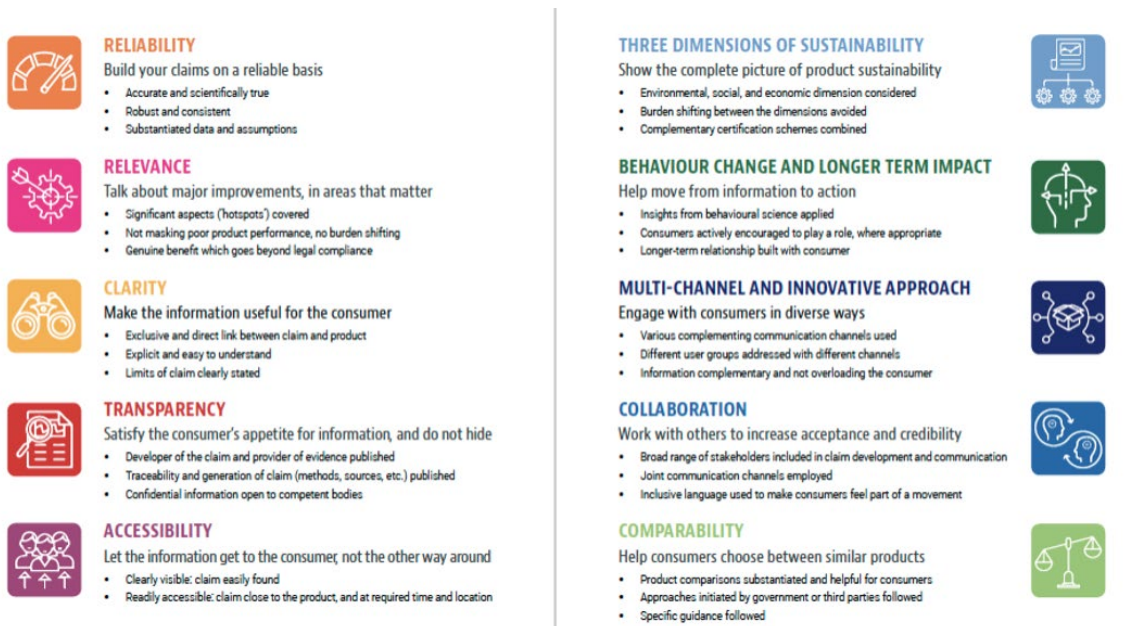 RELIABILITY
Build your claims on a reliable basis
• Accurate and scientifically true
• Robust and consistent
• Substantiated data and assumptions
RELEVANCE
Talk about major improvements, in areas that matter
• Significant aspects ('hotspots') covered
• Not masking poor product performance, no burden shifting
• Genuine benefit which goes beyond legal compliance
CLARITY
Make the information useful for the consumer
• Exclusive and direct link between claim and product
• Explicit and easy to understand
• Limits of claim clearly stated
TRANSPARENCY
Satisfy the consumer's appetite for information, and do not hide
• Developer of the claim and provider of evidence published
• Traceability and generation of claim (methods, sources, etc.) published
• Confidential information open to competent bodies
ACCESSIBILITY
Let the information get to the consumer, not the other way around
• Clearly visible: claim easily found
• Readily accessible: claim close to the product, and at required time and location
THREE DIMENSIONS OF SUSTAINABILITY
Show the complete picture of product sustainability
• Environmental, social, and economic dimension considered
• Burden shifting between the dimensions avoided
• Complementary certification schemes combined
BEHAVIOUR CHANGE AND LONGER TERM IMPACT
Help move from information to action
• Insights from behavioural science applied
• Consumers actively encouraged to play a role, where appropriate
• Longer-term relationship built with consumer
MULTI-CHANNEL AND INNOVATIVE APPROACH
Engage with consumers in diverse ways
• Various complementing communication channels used
• Different user groups addressed with different channels
• Information complementary and not overloading the consumer
COLLABORATION
Work with others to increase acceptance and credibility
• Broad range of stakeholders included in claim development and communication
• Joint communication channels employed
• Inclusive language used to make consumers feel part of a movement
COMPARABILITY
Help consumers choose between similar products
• Product comparisons substantiated and helpful for consumers
• Approaches initiated by government or third parties followed
• Specific guidance followed